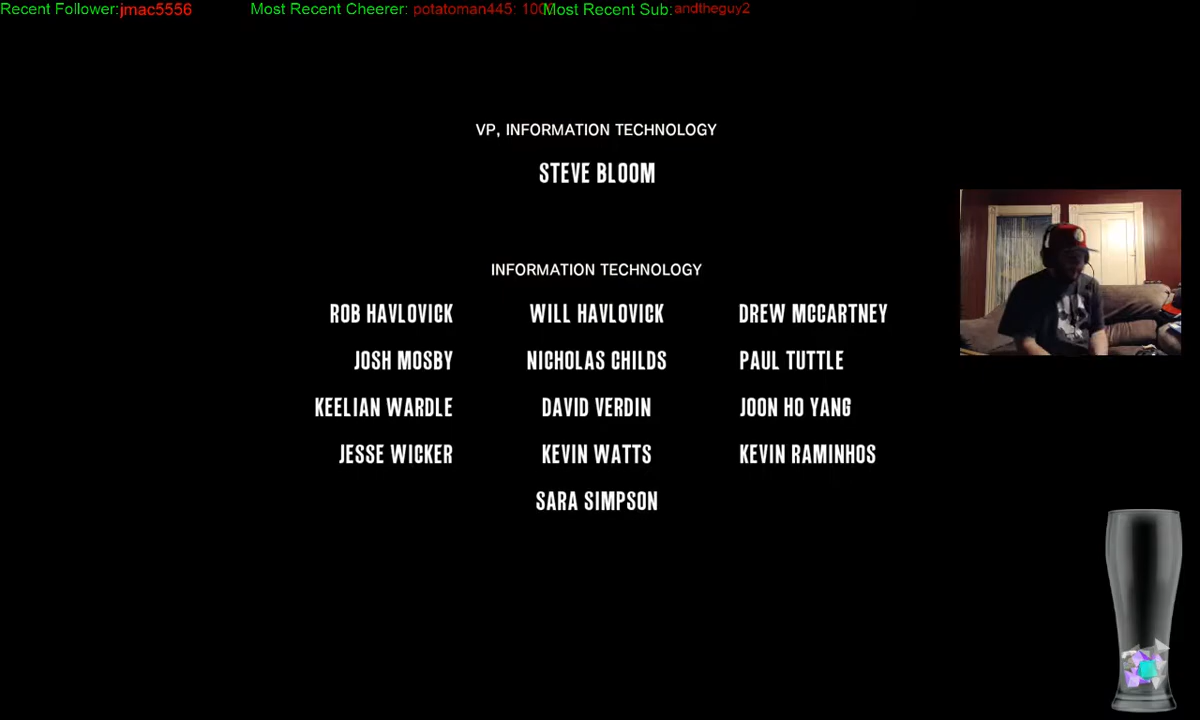 Recent Follower:jmac5556 Most Recent Cheerer: potatoman445: 100 Most Recent Sub:andtheguy2
VP, INFORMATION TECHNOLOGY
STEVE BLOOM
INFORMATION TECHNOLOGY
ROB HAVLOVICK WILL HAVLOVICK DREW MCCARTNEY
JOSH MOSBY NICHOLAS CHILDS PAUL TUTTLE
KEELIAN WARDLE DAVID VERDIN JOON HO YANG
JESSE WICKER KEVIN WATTS KEVIN RAMINHOS
SARA SIMPSON